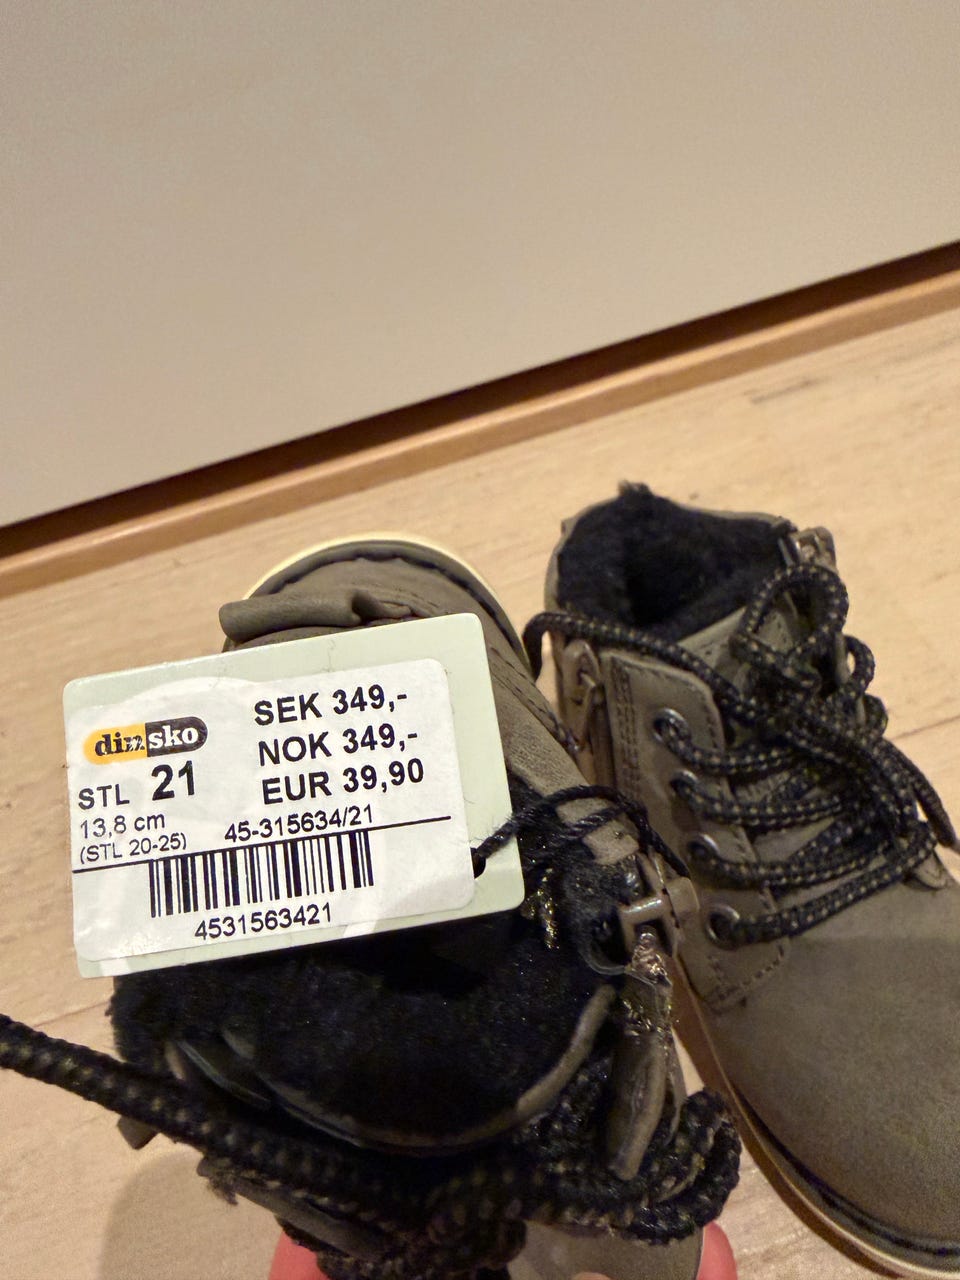 dinsko
STL 21
13,8 cm
(STL 20-25)
SEK 349,-
NOK 349,-
EUR 39,90
45-315634/21
4531563421